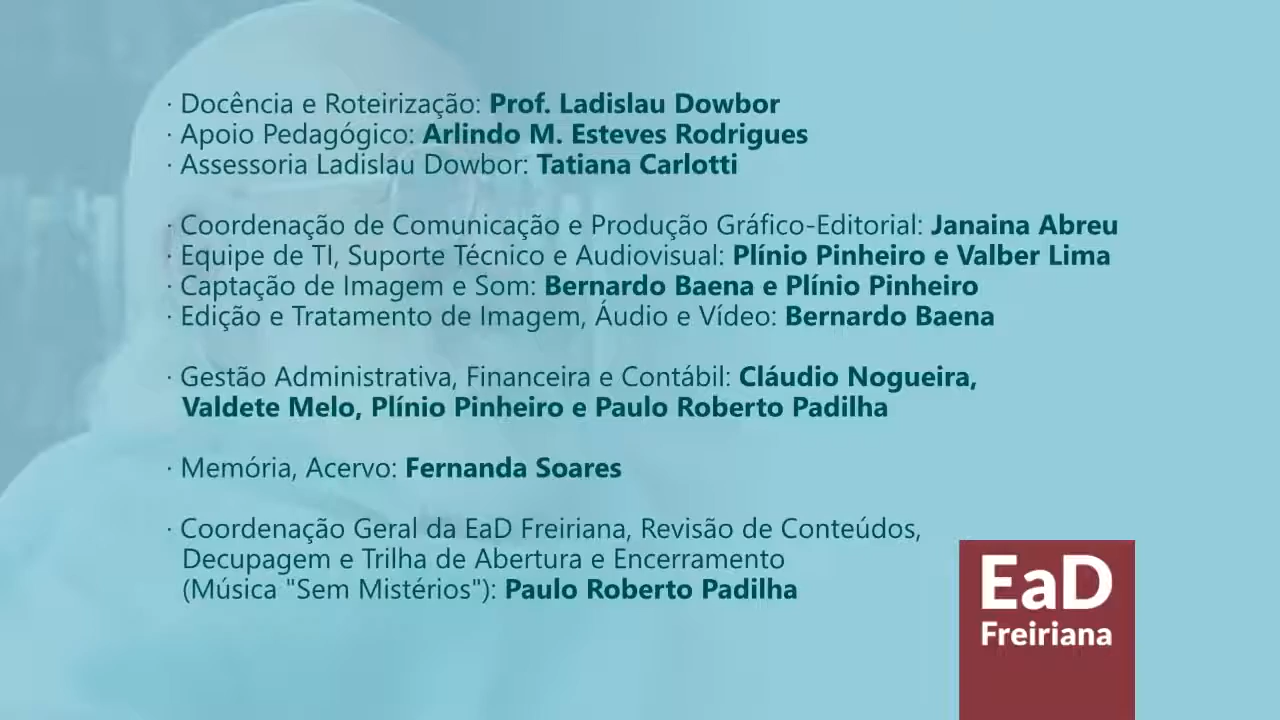 · Docência e Roteirização: Prof. Ladislau Dowbor
· Apoio Pedagógico: Arlindo M. Esteves Rodrigues
· Assessoria Ladislau Dowbor: Tatiana Carlotti
· Coordenação de Comunicação e Produção Gráfico-Editorial: Janaina Abreu
· Equipe de TI, Suporte Técnico e Audiovisual: Plínio Pinheiro e Valber Lima
· Captação de Imagem e Som: Bernardo Baena e Plínio Pinheiro
· Edição e Tratamento de Imagem, Áudio e Vídeo: Bernardo Baena
· Gestão Administrativa, Financeira e Contábil: Cláudio Nogueira,
Valdete Melo, Plínio Pinheiro e Paulo Roberto Padilha
· Memória, Acervo: Fernanda Soares
· Coordenação Geral da EaD Freiriana, Revisão de Conteúdos,
Decupagem e Trilha de Abertura e Encerramento
(Música "Sem Mistérios"): Paulo Roberto Padilha
EaD
Freiriana